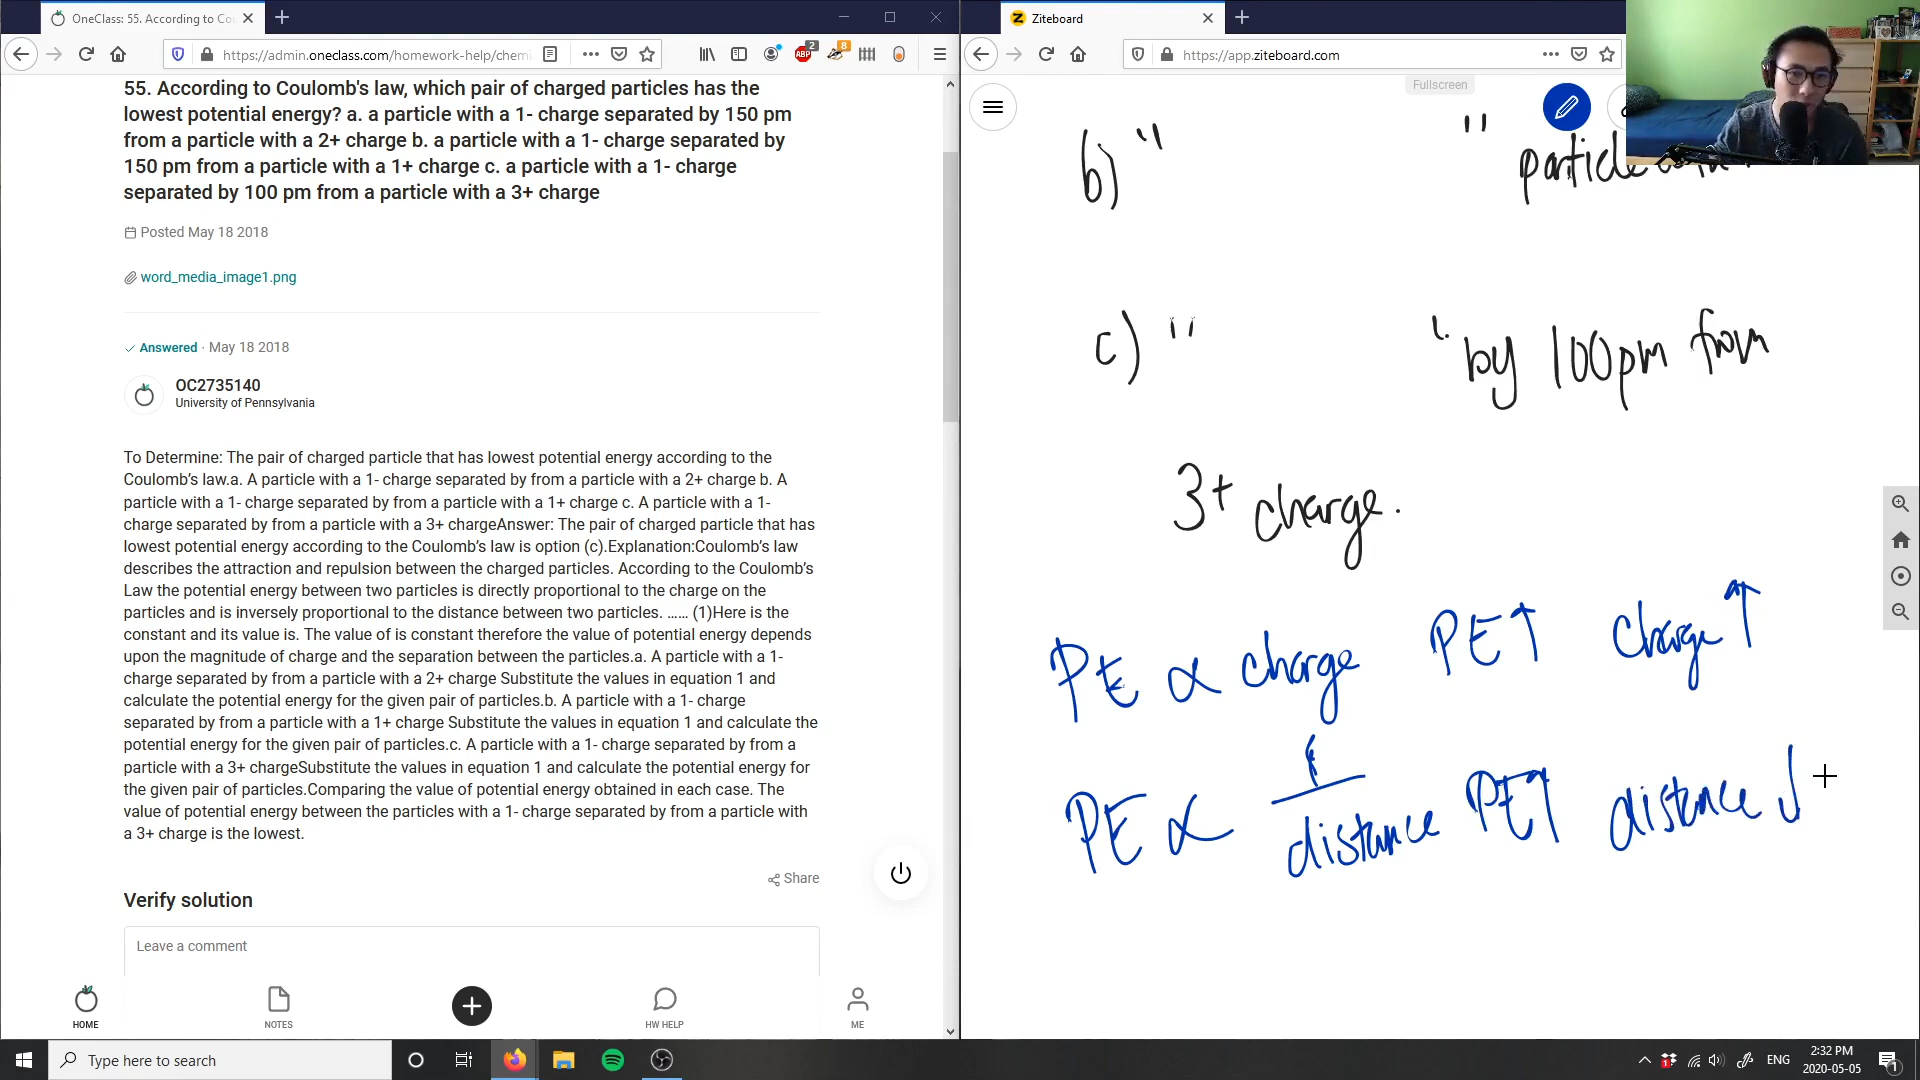 OneClass: 55. According to Cou
https://admin.oneclass.com/homework-help/chemi
2
8
55. According to Coulomb's law, which pair of charged particles has the
lowest potential energy? a. a particle with a 1- charge separated by 150 pm
from a particle with a 2+ charge b. a particle with a 1- charge separated by
150 pm from a particle with a 1+ charge c. a particle with a 1- charge
separated by 100 pm from a particle with a 3+ charge
Posted May 18 2018
word_media_image1.png
Answered · May 18 2018
OC2735140
University of Pennsylvania
To Determine: The pair of charged particle that has lowest potential energy according to the
Coulomb's law.a. A particle with a 1- charge separated by from a particle with a 2+ charge b. A
particle with a 1- charge separated by from a particle with a 1+ charge c. A particle with a 1-
charge separated by from a particle with a 3+ chargeAnswer: The pair of charged particle that has
lowest potential energy according to the Coulomb's law is option (c).Explanation:Coulomb's law
describes the attraction and repulsion between the charged particles. According to the Coulomb's
Law the potential energy between two particles is directly proportional to the charge on the
particles and is inversely proportional to the distance between two particles. …… (1)Here is the
constant and its value is. The value of is constant therefore the value of potential energy depends
upon the magnitude of charge and the separation between the particles.a. A particle with a 1-
charge separated by from a particle with a 2+ charge Substitute the values in equation 1 and
calculate the potential energy for the given pair of particles.b. A particle with a 1- charge
separated by from a particle with a 1+ charge Substitute the values in equation 1 and calculate the
potential energy for the given pair of particles.c. A particle with a 1- charge separated by from a
particle with a 3+ chargeSubstitute the values in equation 1 and calculate the potential energy for
the given pair of particles.Comparing the value of potential energy obtained in each case. The
value of potential energy between the particles with a 1- charge separated by from a particle with
a 3+ charge is the lowest.
Share
Verify solution
Leave a comment
HOME
NOTES
HW HELP
ME
Ziteboard
https://app.ziteboard.com
Fullscreen
b) " " particle
c) " " by 100pm from
3+ charge.
PE ∝ charge PE↑ charge↑
PE ∝ 1/distance PE↑ distance ↓
Type here to search
ENG
2:32 PM
2020-05-05
1